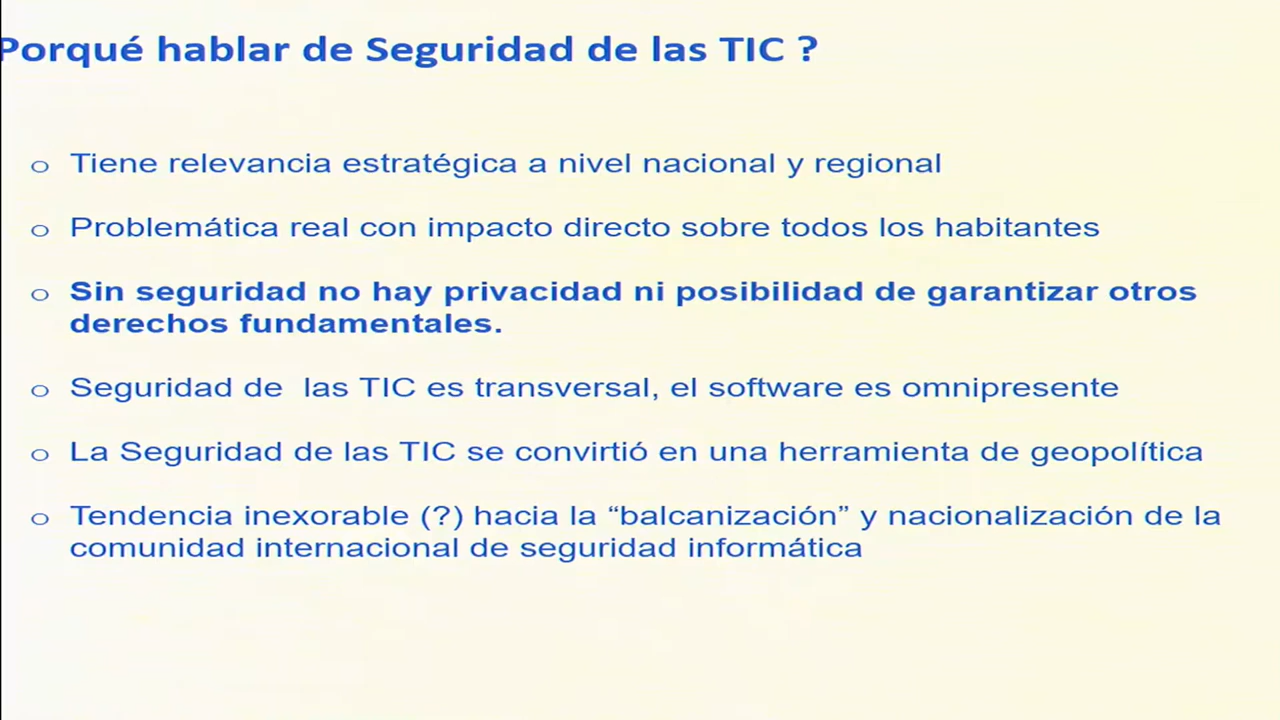 Porqué hablar de Seguridad de las TIC ?
o Tiene relevancia estratégica a nivel nacional y regional
o Problemática real con impacto directo sobre todos los habitantes
o Sin seguridad no hay privacidad ni posibilidad de garantizar otros
derechos fundamentales.
o Seguridad de  las TIC es transversal, el software es omnipresente
o La Seguridad de las TIC se convirtió en una herramienta de geopolítica
o Tendencia inexorable (?) hacia la “balcanización” y nacionalización de la
comunidad internacional de seguridad informática